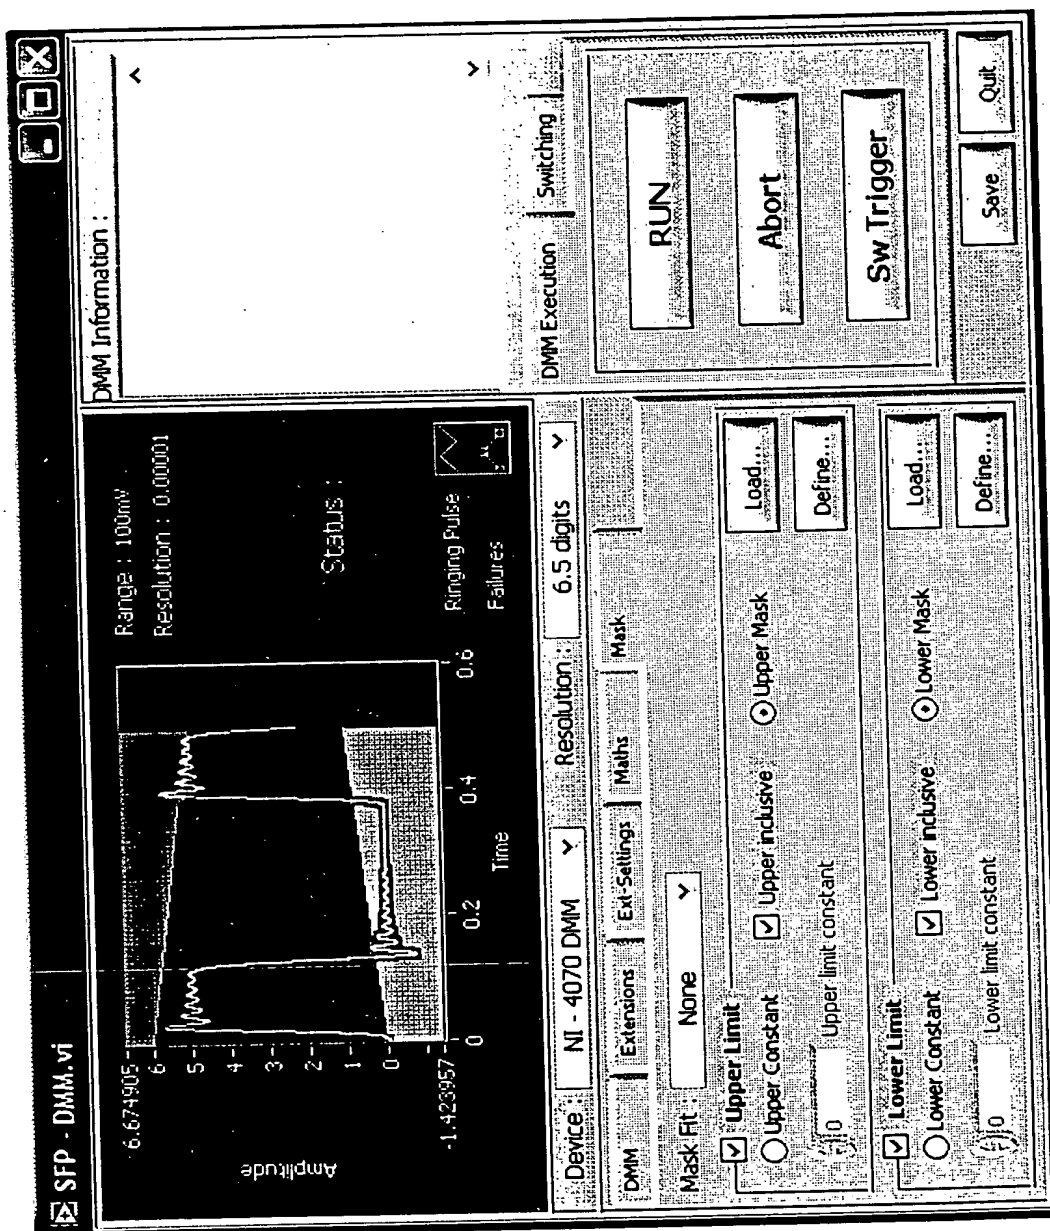 SFP - DMM.vi
Amplitude
6.674905
6
5
4
3
2
1
0
-1.423957
0
0.2
0.4
0.6
Time
Range : 100mV
Resolution : 0.00001
Status :
Ringing Pulse
Failures
DMM Information :
Device :
NI - 4070 DMM
Resolution :
6.5 digits
DMM
Extensions
Ext-Settings
Maths
Mask
Mask Fit :
None
Upper Limit
Upper Constant
Upper inclusive
Upper Mask
Load...
0
Upper limit constant
Define...
Lower Limit
Lower Constant
Lower inclusive
Lower Mask
Load...
0
Lower limit constant
Define...
DMM Execution
Switching
RUN
Abort
Sw Trigger
Save
Quit